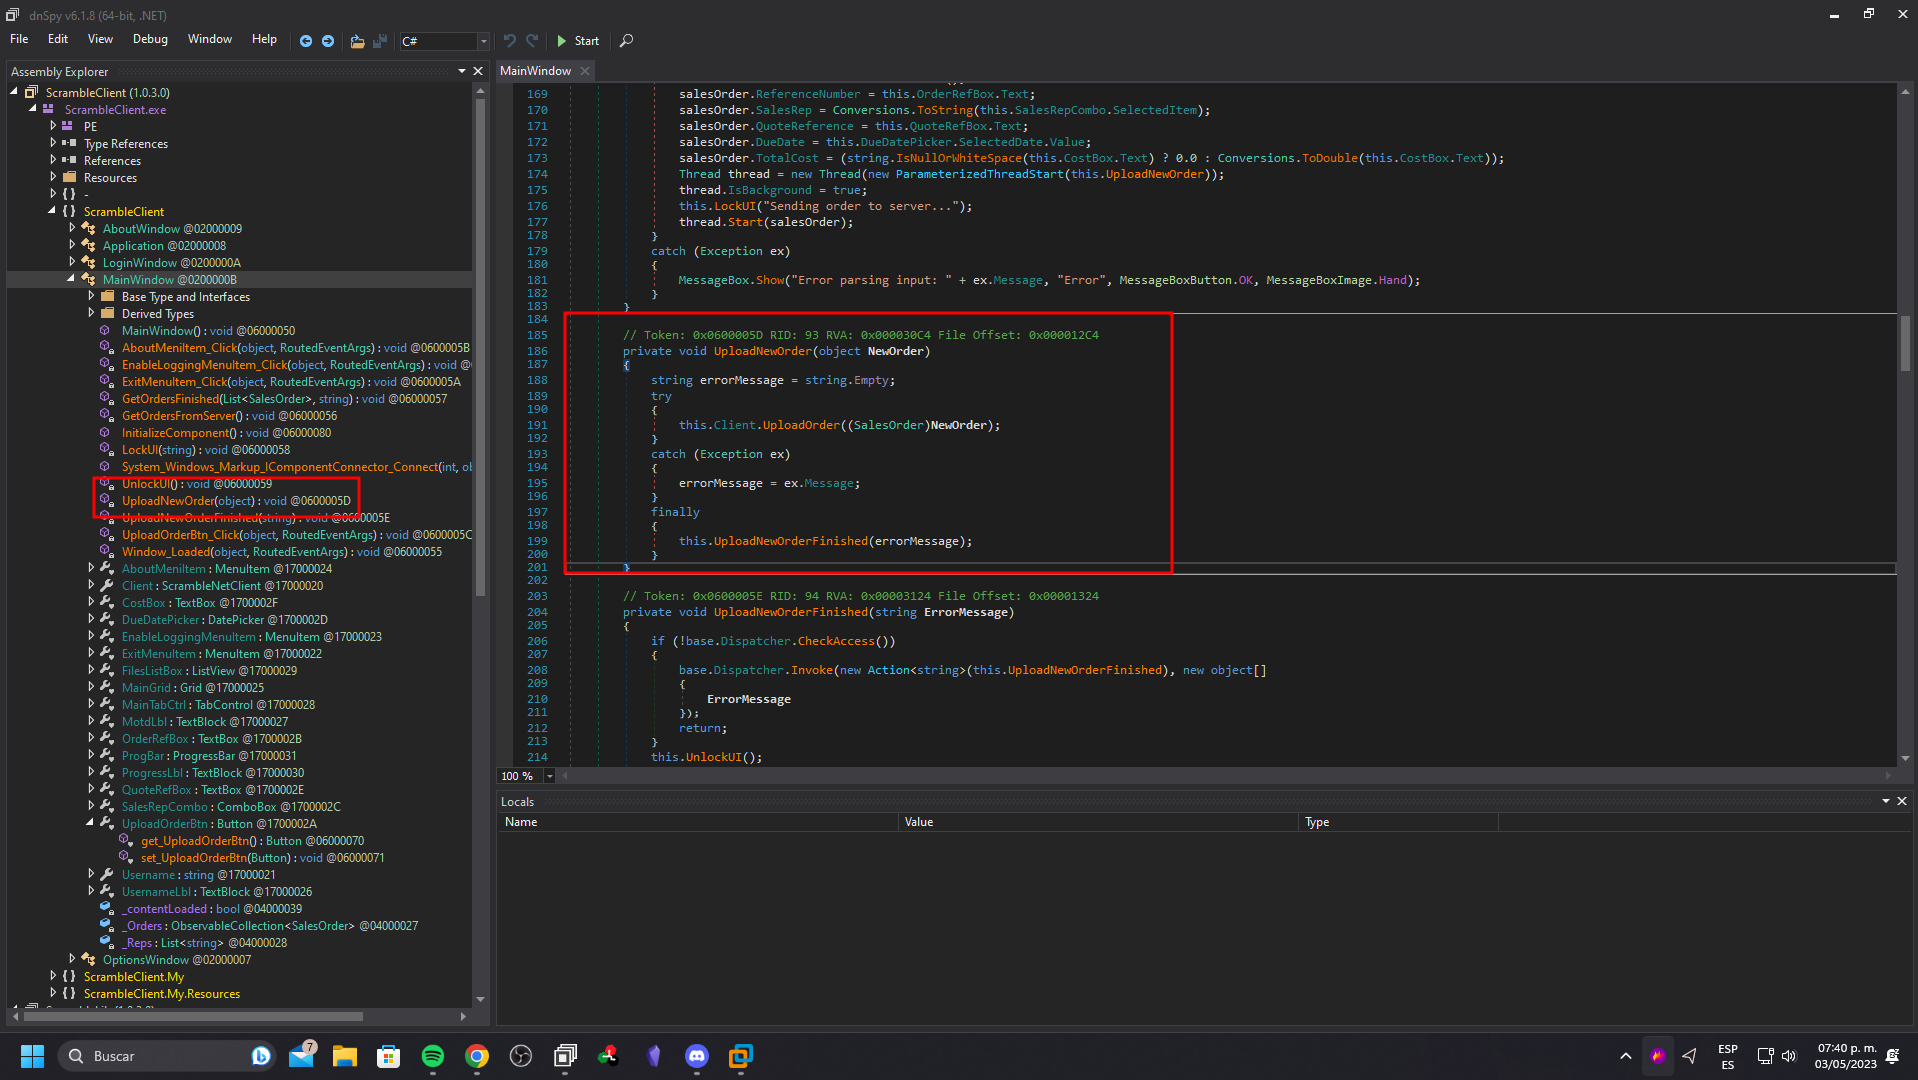 dnSpy v6.1.8 (64-bit, .NET)
File Edit View Debug Window Help C# Start
Assembly Explorer
ScrambleClient (1.0.3.0)
ScrambleClient.exe
PE
Type References
References
Resources
{ } -
{ } ScrambleClient
AboutWindow @02000009
Application @02000008
LoginWindow @0200000A
MainWindow @0200000B
Base Type and Interfaces
Derived Types
MainWindow() : void @06000050
AboutMenuItem_Click(object, RoutedEventArgs) : void @0600005B
EnableLoggingMenuItem_Click(object, RoutedEventArgs) : void @0
ExitMenuItem_Click(object, RoutedEventArgs) : void @0600005A
GetOrdersFinished(List<SalesOrder>, string) : void @06000057
GetOrdersFromServer() : void @06000056
InitializeComponent() : void @06000080
LockUI(string) : void @06000058
System_Windows_Markup_IComponentConnector_Connect(int, ob
UnlockUI() : void @06000059
UploadNewOrder(object) : void @0600005D
UploadNewOrderFinished(string) : void @0600005E
UploadOrderBtn_Click(object, RoutedEventArgs) : void @0600005C
Window_Loaded(object, RoutedEventArgs) : void @06000055
AboutMenuItem : MenuItem @17000024
Client : ScrambleNetClient @17000020
CostBox : TextBox @1700002F
DueDatePicker : DatePicker @1700002D
EnableLoggingMenuItem : MenuItem @17000023
ExitMenuItem : MenuItem @17000022
FilesListBox : ListView @17000029
MainGrid : Grid @17000025
MainTabCtrl : TabControl @17000028
MotdLbl : TextBlock @17000027
OrderRefBox : TextBox @1700002B
ProgBar : ProgressBar @17000031
ProgressLbl : TextBlock @17000030
QuoteRefBox : TextBox @1700002E
SalesRepCombo : ComboBox @1700002C
UploadOrderBtn : Button @1700002A
get_UploadOrderBtn() : Button @06000070
set_UploadOrderBtn(Button) : void @06000071
Username : string @17000021
UsernameLbl : TextBlock @17000026
_contentLoaded : bool @04000039
_Orders : ObservableCollection<SalesOrder> @04000027
_Reps : List<string> @04000028
OptionsWindow @02000007
{ } ScrambleClient.My
{ } ScrambleClient.My.Resources
MainWindow
169 salesOrder.ReferenceNumber = this.OrderRefBox.Text;
170 salesOrder.SalesRep = Conversions.ToString(this.SalesRepCombo.SelectedItem);
171 salesOrder.QuoteReference = this.QuoteRefBox.Text;
172 salesOrder.DueDate = this.DueDatePicker.SelectedDate.Value;
173 salesOrder.TotalCost = (string.IsNullOrWhiteSpace(this.CostBox.Text) ? 0.0 : Conversions.ToDouble(this.CostBox.Text));
174 Thread thread = new Thread(new ParameterizedThreadStart(this.UploadNewOrder));
175 thread.IsBackground = true;
176 this.LockUI("Sending order to server...");
177 thread.Start(salesOrder);
178 }
179 catch (Exception ex)
180 {
181 MessageBox.Show("Error parsing input: " + ex.Message, "Error", MessageBoxButton.OK, MessageBoxImage.Hand);
182 }
183 }
184
185 // Token: 0x0600005D RID: 93 RVA: 0x000030C4 File Offset: 0x000012C4
186 private void UploadNewOrder(object NewOrder)
187 {
188 string errorMessage = string.Empty;
189 try
190 {
191 this.Client.UploadOrder((SalesOrder)NewOrder);
192 }
193 catch (Exception ex)
194 {
195 errorMessage = ex.Message;
196 }
197 finally
198 {
199 this.UploadNewOrderFinished(errorMessage);
200 }
201 }
202
203 // Token: 0x0600005E RID: 94 RVA: 0x00003124 File Offset: 0x00001324
204 private void UploadNewOrderFinished(string ErrorMessage)
205 {
206 if (!base.Dispatcher.CheckAccess())
207 {
208 base.Dispatcher.Invoke(new Action<string>(this.UploadNewOrderFinished), new object[]
209 {
210 ErrorMessage
211 });
212 return;
213 }
214 this.UnlockUI();
100 %
Locals
Name Value Type
Buscar
7
ESP
ES
07:40 p. m.
03/05/2023